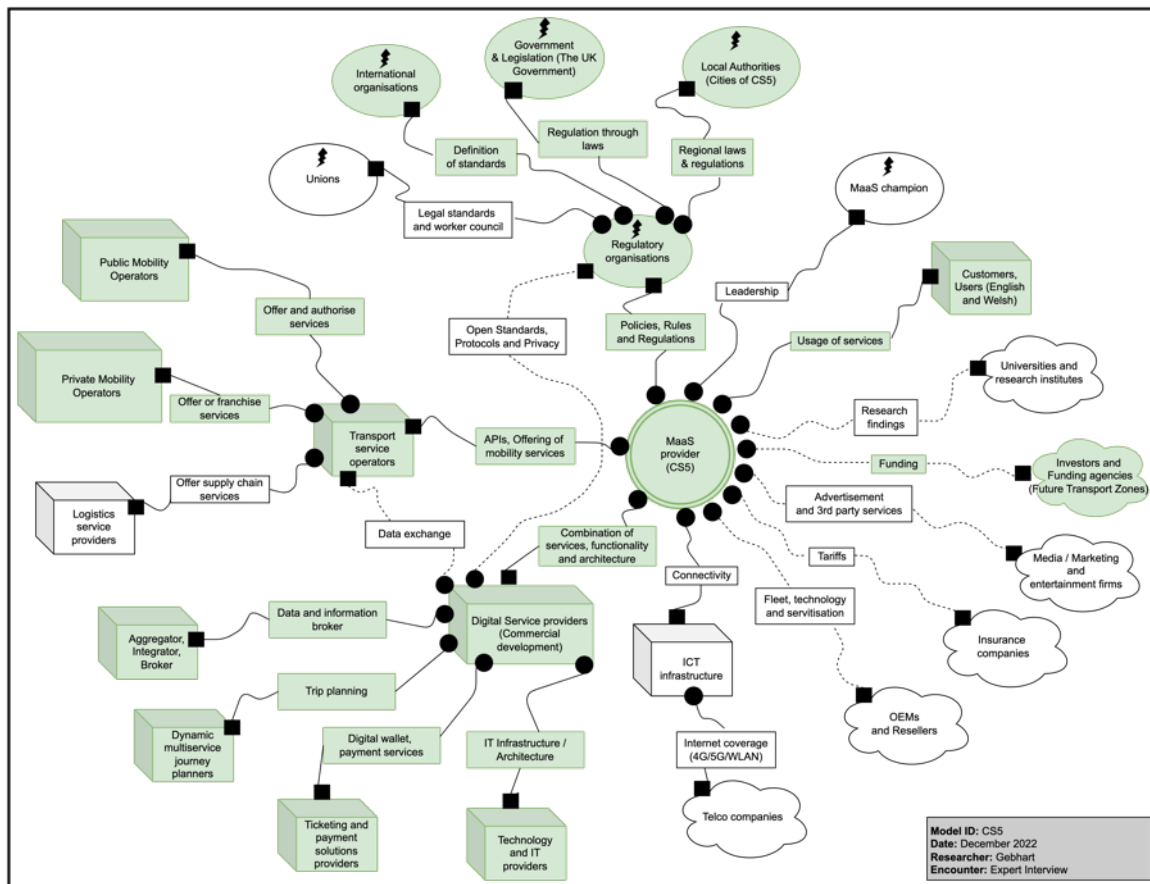 International
organisations
Government
& Legislation (The UK
Government)
Local Authorities
(Cities of CS5)
Definition
of standards
Regulation through
laws
Regional laws
& regulations
Unions
MaaS champion
Legal standards
and worker council
Regulatory
organisations
Public Mobility
Operators
Customers,
Users (English
and Welsh)
Leadership
Offer and authorise
services
Open Standards,
Protocols and Privacy
Policies, Rules
and Regulations
Usage of services
Universities and
research institutes
Private Mobility
Operators
Offer or franchise
services
Research
findings
Transport
service
operators
APIs, Offering of
mobility services
MaaS
provider
(CS5)
Funding
Investors and
Funding agencies
(Future Transport Zones)
Offer supply chain
services
Logistics
service
providers
Advertisement
and 3rd party services
Data exchange
Combination of
services, functionality
and architecture
Tariffs
Media / Marketing
and
entertainment firms
Connectivity
Fleet, technology
and servitisation
Data and information
broker
Digital Service providers
(Commercial
development)
Aggregator,
Integrator,
Broker
Insurance
companies
ICT
infrastructure
Trip planning
OEMs
and Resellers
Dynamic
multiservice
journey
planners
Digital wallet,
payment services
IT Infrastructure /
Architecture
Internet coverage
(4G/5G/WLAN)
Telco companies
Ticketing and
payment
solutions
providers
Technology
and IT
providers
Model ID: CS5
Date: December 2022
Researcher: Gebhart
Encounter: Expert Interview